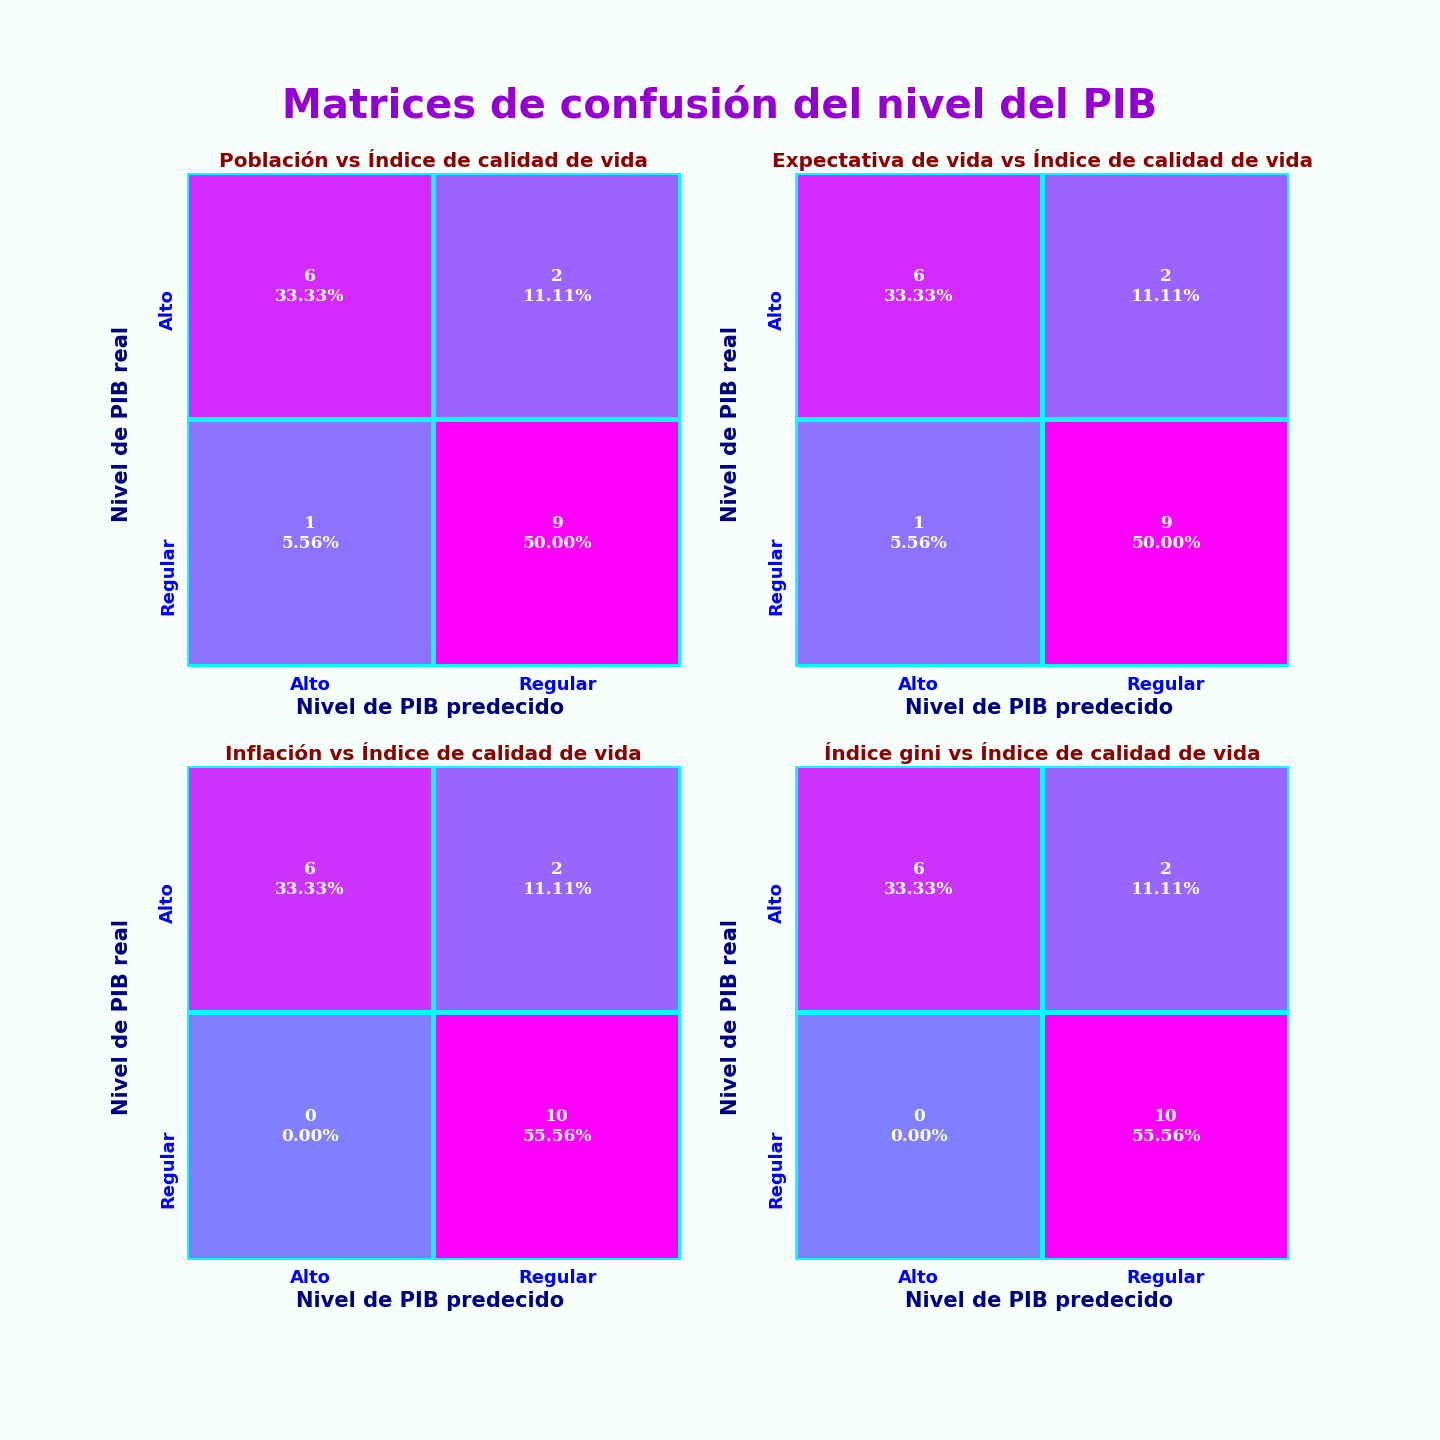 Matrices de confusión del nivel del PIB
Población vs Índice de calidad de vida
Nivel de PIB real
Alto
Regular
6
33.33%
2
11.11%
1
5.56%
9
50.00%
Alto
Regular
Nivel de PIB predecido
Expectativa de vida vs Índice de calidad de vida
Nivel de PIB real
Alto
Regular
6
33.33%
2
11.11%
1
5.56%
9
50.00%
Alto
Regular
Nivel de PIB predecido
Inflación vs Índice de calidad de vida
Nivel de PIB real
Alto
Regular
6
33.33%
2
11.11%
0
0.00%
10
55.56%
Alto
Regular
Nivel de PIB predecido
Índice gini vs Índice de calidad de vida
Nivel de PIB real
Alto
Regular
6
33.33%
2
11.11%
0
0.00%
10
55.56%
Alto
Regular
Nivel de PIB predecido